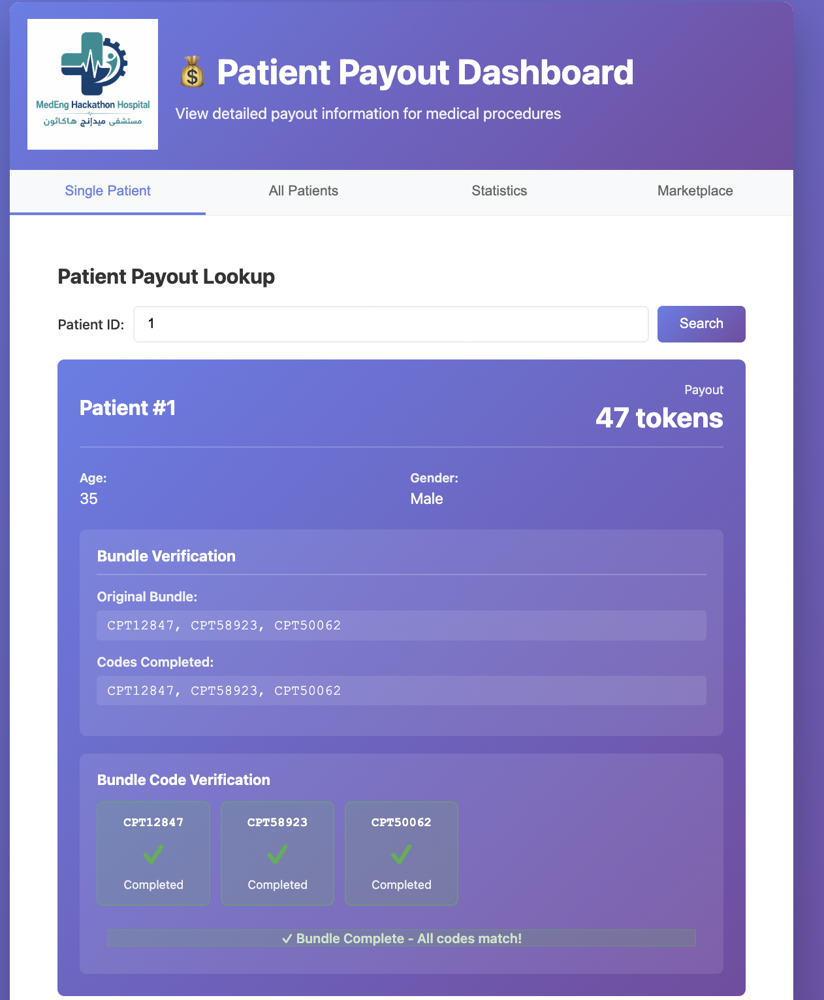 MedEng Hackathon Hospital
مستشفى ميدإنج هاكاثون
💰 Patient Payout Dashboard
View detailed payout information for medical procedures
Single Patient All Patients Statistics Marketplace
Patient Payout Lookup
Patient ID: 1 Search
Patient #1
Payout
47 tokens
Age: Gender:
35 Male
Bundle Verification
Original Bundle:
CPT12847, CPT58923, CPT50062
Codes Completed:
CPT12847, CPT58923, CPT50062
Bundle Code Verification
CPT12847 CPT58923 CPT50062
✓ ✓ ✓
Completed Completed Completed
✓ Bundle Complete - All codes match!